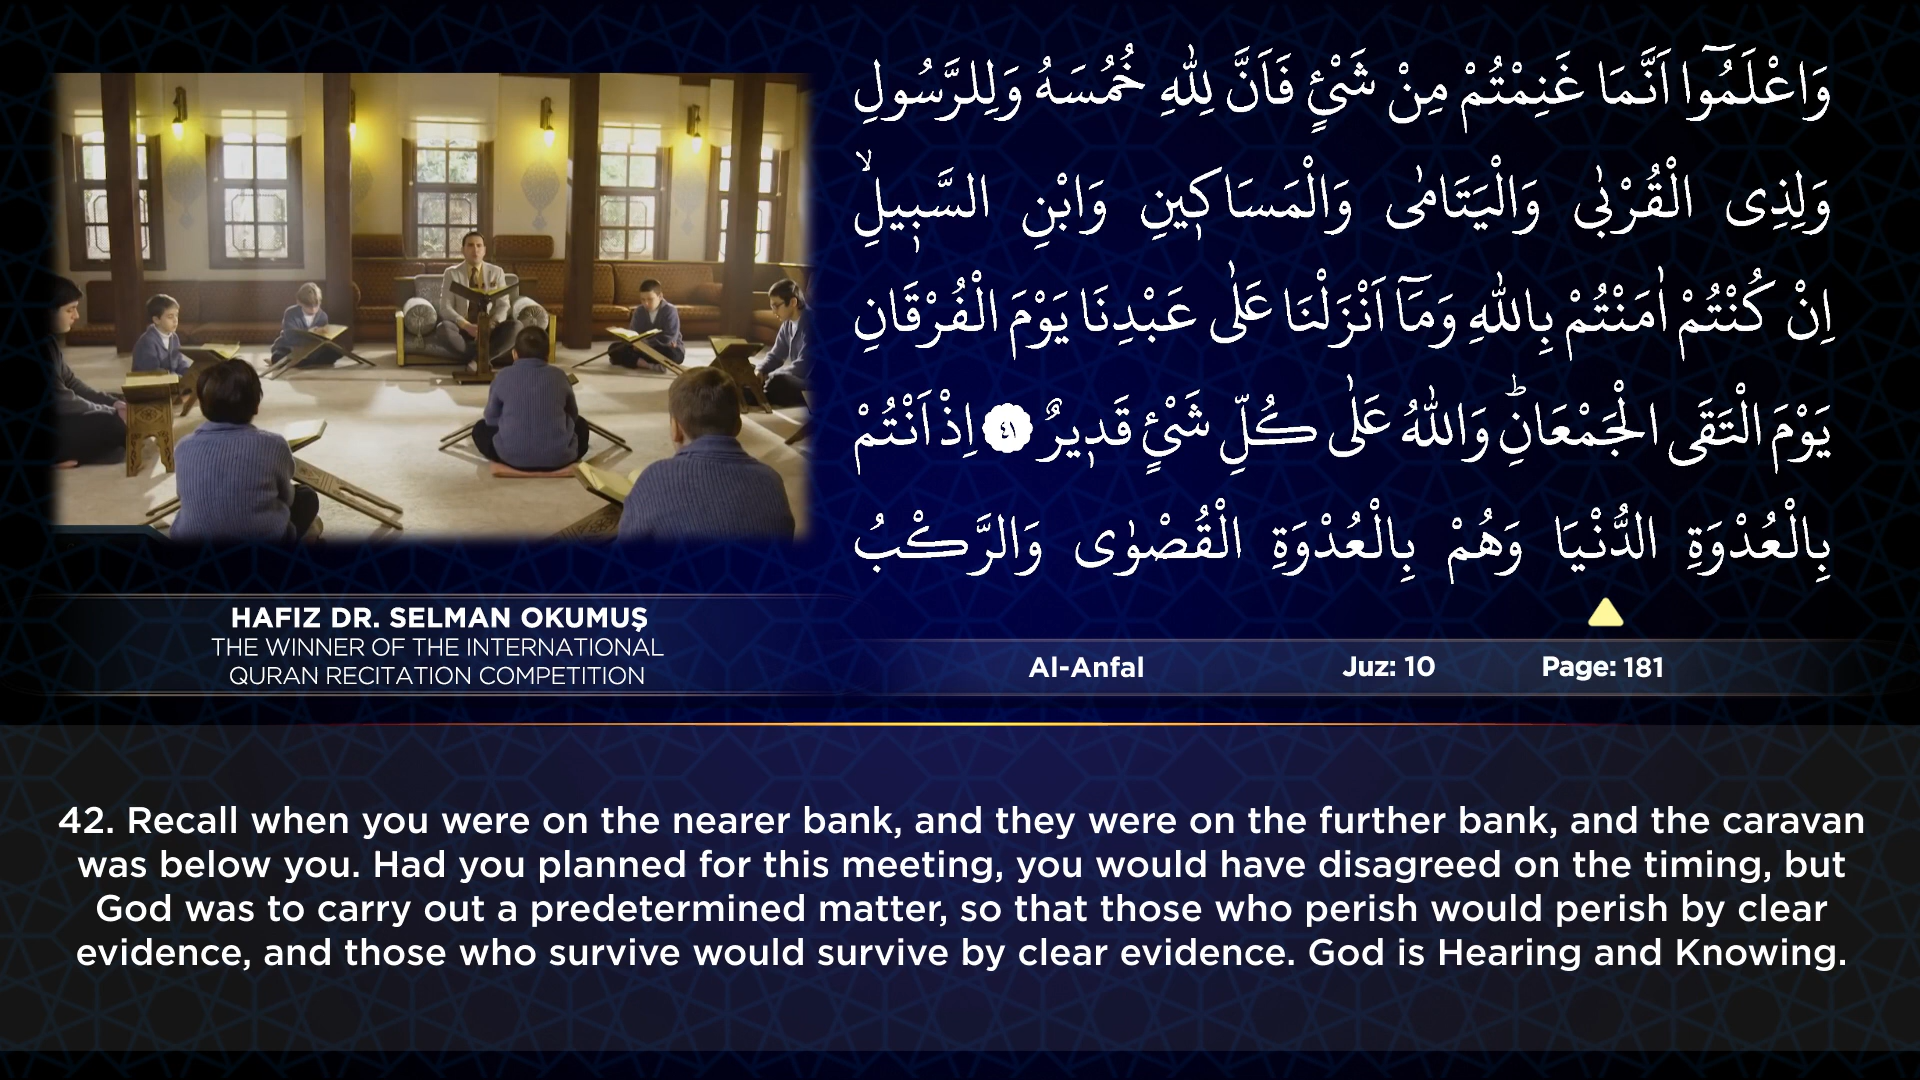 وَاعْلَمُٓوا اَنَّمَا غَنِمْتُمْ مِنْ شَيْءٍ فَاَنَّ لِلّٰهِ خُمُسَهُ وَلِلرَّسُولِ
وَلِذِى الْقُرْبٰى وَالْيَتَامٰى وَالْمَسَاك۪ينِ وَابْنِ السَّب۪يلِۙ
اِنْ كُنْتُمْ اٰمَنْتُمْ بِاللّٰهِ وَمَٓا اَنْزَلْنَا عَلٰى عَبْدِنَا يَوْمَ الْفُرْقَانِ
يَوْمَ الْتَقَى الْجَمْعَانِۜ وَاللّٰهُ عَلٰى كُلِّ شَيْءٍ قَد۪يرٌ ٤١ اِذْ اَنْتُمْ
بِالْعُدْوَةِ الدُّنْيَا وَهُمْ بِالْعُدْوَةِ الْقُصْوٰى وَالرَّكْبُ
HAFIZ DR. SELMAN OKUMUŞ
THE WINNER OF THE INTERNATIONAL
QURAN RECITATION COMPETITION
Al-Anfal Juz: 10 Page: 181
42. Recall when you were on the nearer bank, and they were on the further bank, and the caravan
was below you. Had you planned for this meeting, you would have disagreed on the timing, but
God was to carry out a predetermined matter, so that those who perish would perish by clear
evidence, and those who survive would survive by clear evidence. God is Hearing and Knowing.